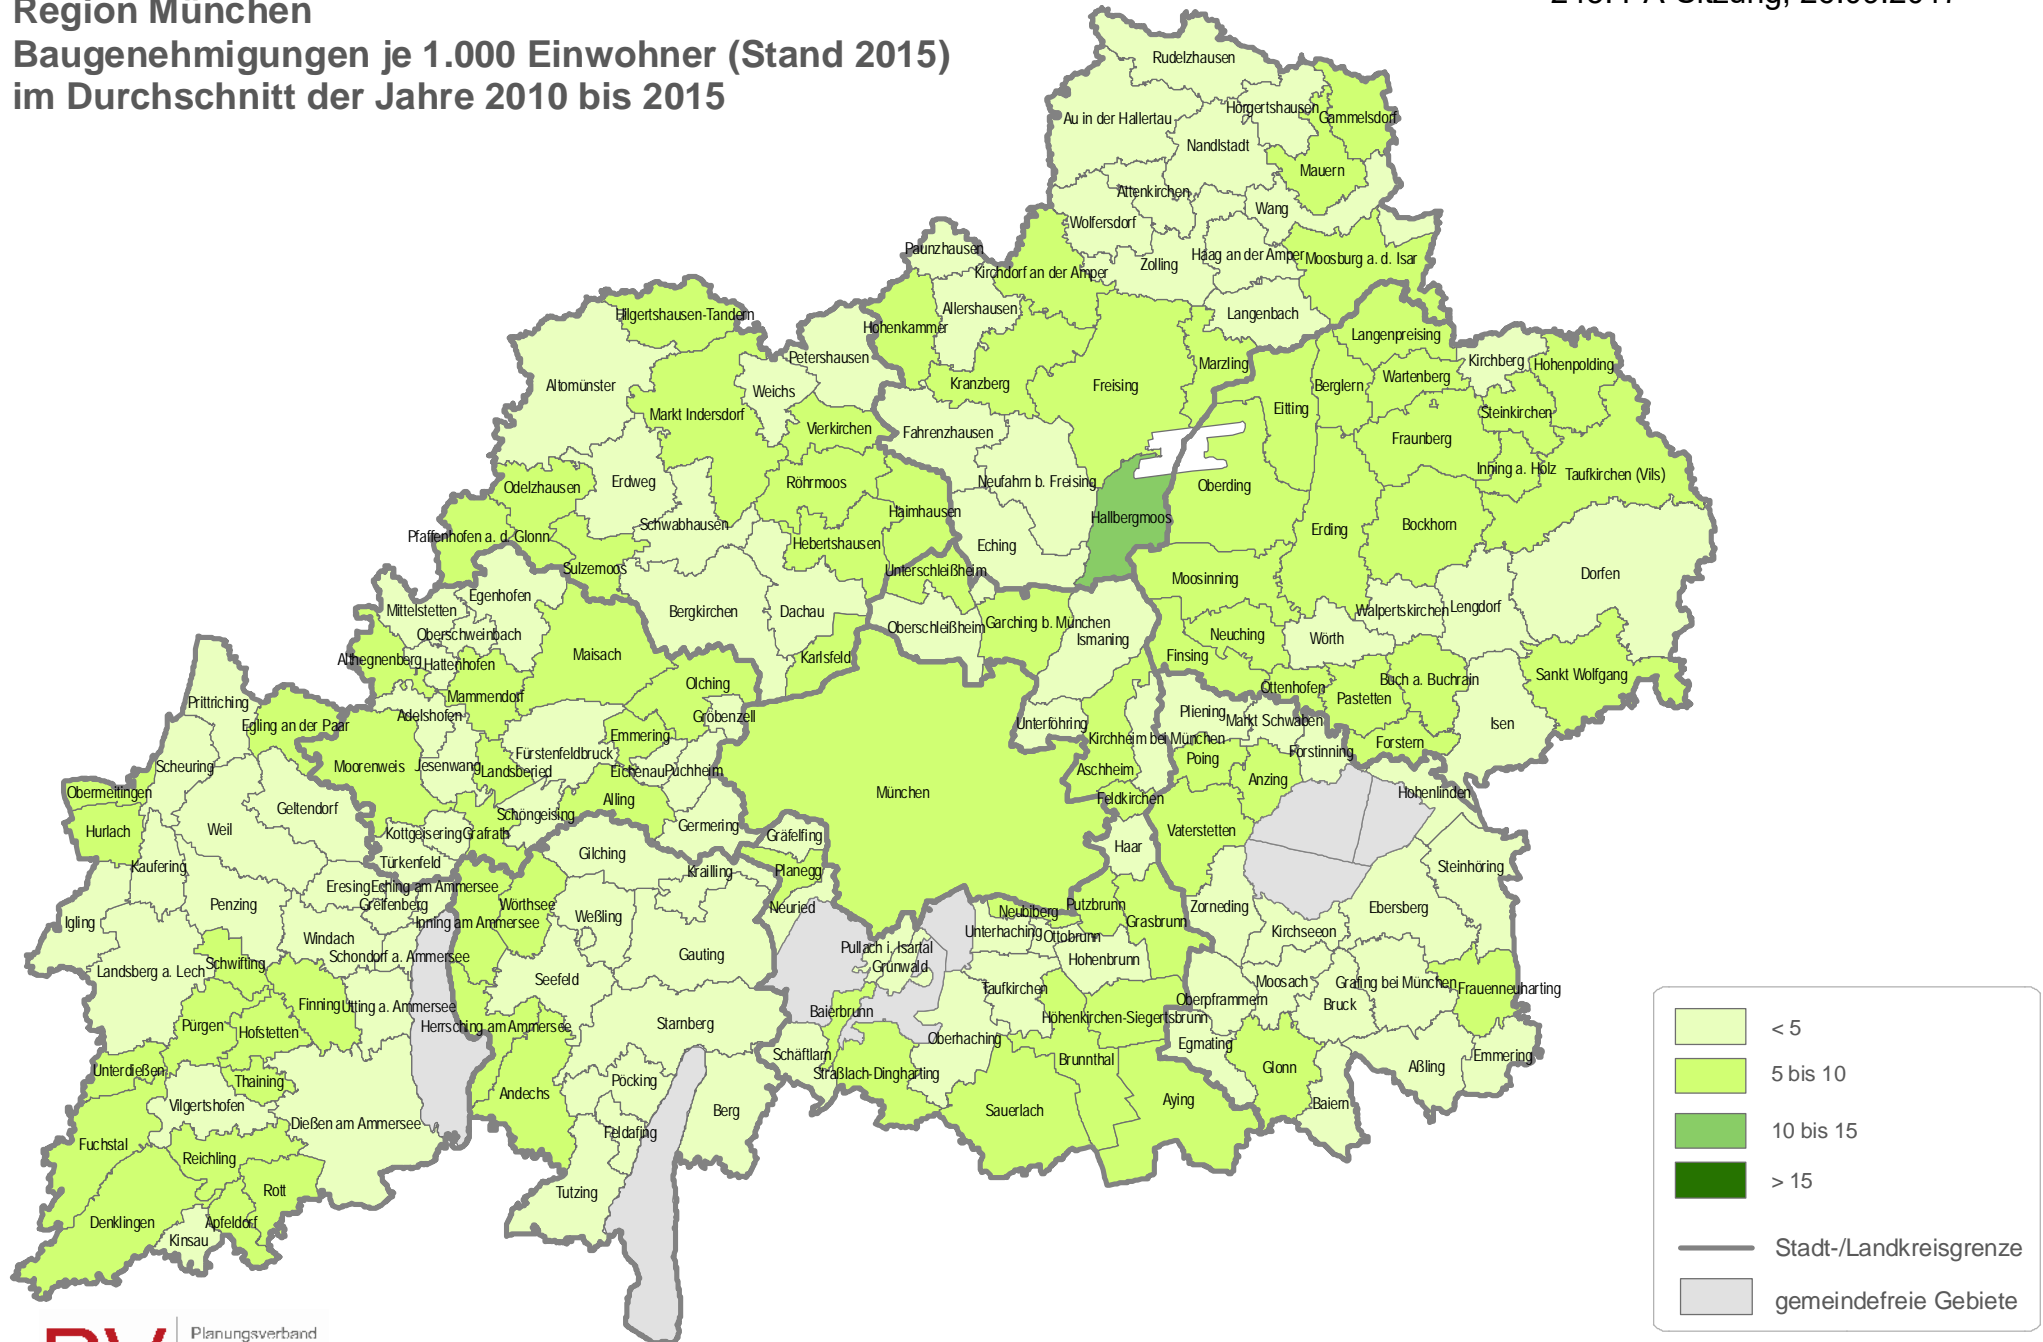 Region München
Baugenehmigungen je 1.000 Einwohner (Stand 2015)
im Durchschnitt der Jahre 2010 bis 2015
Rudelzhausen
Hörgertshausen
Gammelsdorf
Au in der Hallertau
Nandlstadt
Mauern
Attenkirchen
Wang
Wolfersdorf
Paunzhausen
Haag an der Amper
Moosburg a. d. Isar
Zolling
Kirchdorf an der Amper
Allershausen
Langenbach
Hilgertshausen-Tandern
Hohenkammer
Langenpreising
Petershausen
Kirchberg
Hohenpolding
Marzling
Wartenberg
Altomünster
Weichs
Kranzberg
Freising
Berglern
Eitting
Steinkirchen
Markt Indersdorf
Vierkirchen
Fahrenzhausen
Fraunberg
Inning a. Holz
Taufkirchen (Vils)
Erdweg
Röhrmoos
Neufahrn b. Freising
Oberding
Odelzhausen
Haimhausen
Hallbergmoos
Schwabhausen
Erding
Bockhorn
Pfaffenhofen a. d. Glonn
Hebertshausen
Eching
Sulzemoos
Unterschleißheim
Moosinning
Dorfen
Egenhofen
Mittelstetten
Bergkirchen
Dachau
Walpertskirchen
Lengdorf
Oberschweinbach
Oberschleißheim
Garching b. München
Ismaning
Neuching
Wörth
Althegnenberg
Hattenhofen
Maisach
Karlsfeld
Finsing
Mammendorf
Olching
Ottenhofen
Buch a. Buchrain
Sankt Wolfgang
Prittriching
Pastetten
Adelshofen
Gröbenzell
Pliening
Markt Schwaben
Egling an der Paar
Emmering
Unterföhring
Isen
Kirchheim bei München
Forstern
Fürstenfeldbruck
Forstinning
Scheuring
Moorenweis
Jesenwang
Landsberied
Eichenau
Puchheim
Aschheim
Poing
Anzing
Obermeitingen
München
Feldkirchen
Hohenlinden
Geltendorf
Alling
Schöngeising
Hurlach
Weil
Kottgeisering
Grafrath
Germering
Gräfelfing
Vaterstetten
Haar
Gilching
Türkenfeld
Kaufering
Krailling
Planegg
Steinhöring
Eresing
Eching am Ammersee
Penzing
Greifenberg
Wörthsee
Neuried
Neubiberg
Putzbrunn
Zorneding
Ebersberg
Igling
Inning am Ammersee
Weßling
Grasbrunn
Windach
Unterhaching
Ottobrunn
Kirchseeon
Pullach i. Isartal
Schondorf a. Ammersee
Gauting
Hohenbrunn
Landsberg a. Lech
Schwifting
Grünwald
Seefeld
Moosach
Grafing bei München
Frauenneuharting
Taufkirchen
Finning
Utting a. Ammersee
Oberpframmern
Bruck
Baierbrunn
Pürgen
Hofstetten
Herrsching am Ammersee
Starnberg
Höhenkirchen-Siegertsbrunn
Oberhaching
Egmating
Schäftlarn
Emmering
Brunnthal
Aßling
Glonn
Unterdießen
Thaining
Straßlach-Dingharting
Pöcking
Andechs
Aying
Vilgertshofen
Baiern
Berg
Sauerlach
Dießen am Ammersee
Feldafing
Fuchstal
Reichling
Rott
Tutzing
Denklingen
Apfeldorf
Kinsau
< 5
5 bis 10
10 bis 15
> 15
Stadt-/Landkreisgrenze
gemeindefreie Gebiete
Planungsverband